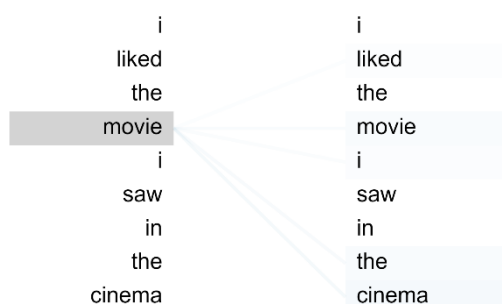 i i
liked liked
the the
movie movie
i i
saw saw
in in
the the
cinema cinema